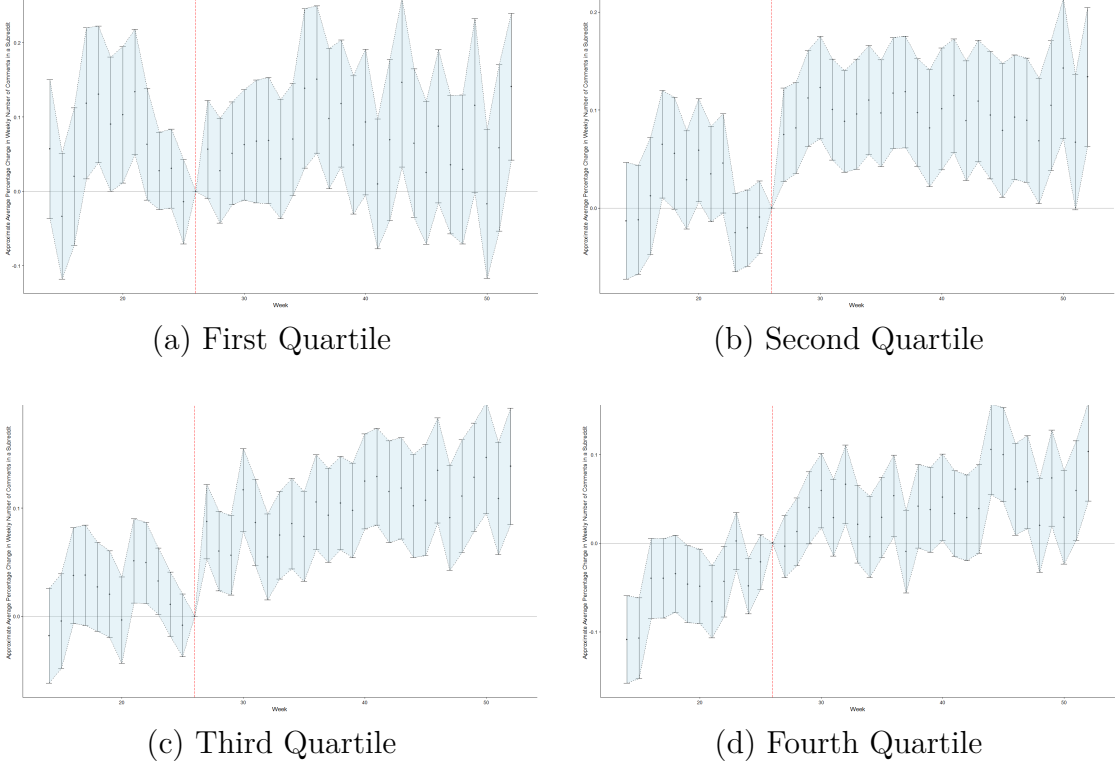 Approximate Average Percentage Change in Weekly Number of Comments in a Subreddit
0.2
0.1
0.0
-0.1
20
30
40
50
Week
(a) First Quartile
Approximate Average Percentage Change in Weekly Number of Comments in a Subreddit
0.2
0.1
0.0
20
30
40
50
Week
(b) Second Quartile
Approximate Average Percentage Change in Weekly Number of Comments in a Subreddit
0.1
0.0
20
30
40
50
Week
(c) Third Quartile
Approximate Average Percentage Change in Weekly Number of Comments in a Subreddit
0.1
0.0
-0.1
20
30
40
50
Week
(d) Fourth Quartile